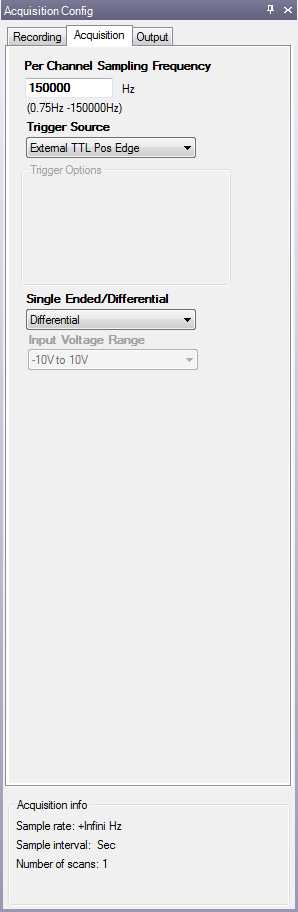 Acquisition Config
Recording Acquisition Output
Per Channel Sampling Frequency
150000 Hz
(0.75Hz -150000Hz)
Trigger Source
External TTL Pos Edge
Trigger Options
Single Ended/Differential
Differential
Input Voltage Range
-10V to 10V
Acquisition info
Sample rate: +Infini Hz
Sample interval: Sec
Number of scans: 1